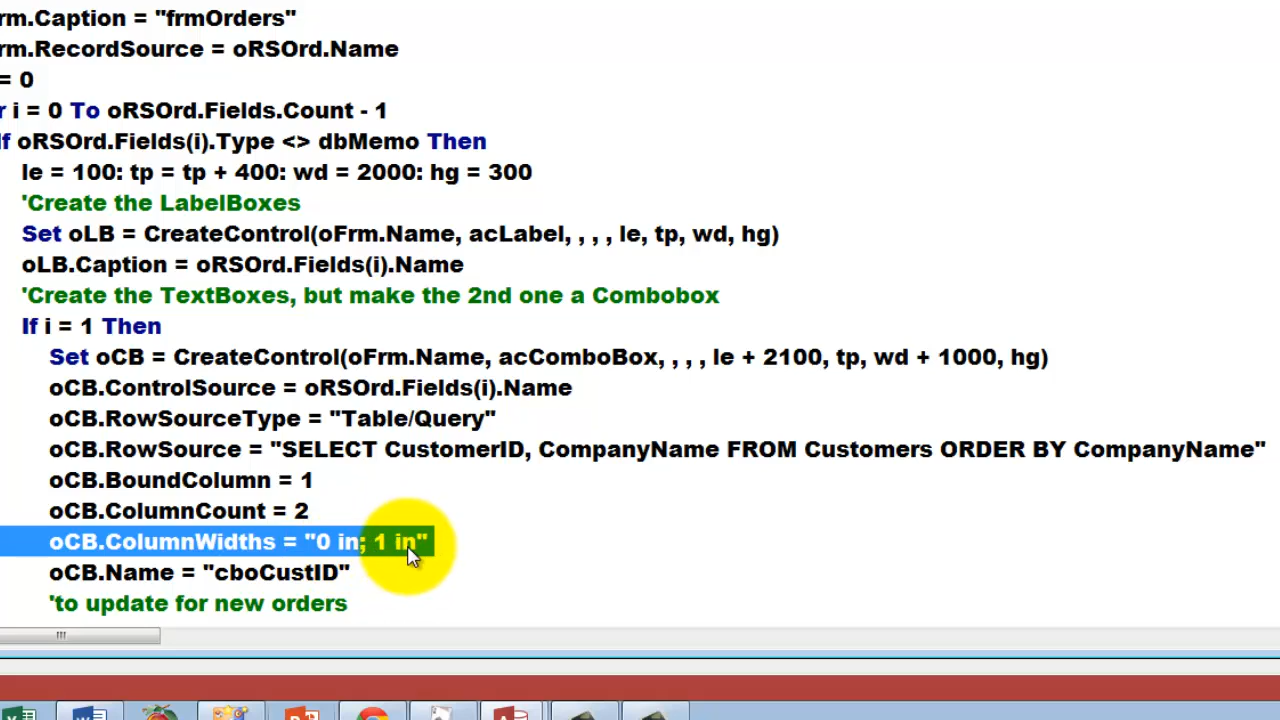 rm.Caption = "frmOrders"
rm.RecordSource = oRSOrd.Name
= 0
r i = 0 To oRSOrd.Fields.Count - 1
If oRSOrd.Fields(i).Type <> dbMemo Then
le = 100: tp = tp + 400: wd = 2000: hg = 300
'Create the LabelBoxes
Set oLB = CreateControl(oFrm.Name, acLabel, , , , le, tp, wd, hg)
oLB.Caption = oRSOrd.Fields(i).Name
'Create the TextBoxes, but make the 2nd one a Combobox
If i = 1 Then
Set oCB = CreateControl(oFrm.Name, acComboBox, , , , le + 2100, tp, wd + 1000, hg)
oCB.ControlSource = oRSOrd.Fields(i).Name
oCB.RowSourceType = "Table/Query"
oCB.RowSource = "SELECT CustomerID, CompanyName FROM Customers ORDER BY CompanyName"
oCB.BoundColumn = 1
oCB.ColumnCount = 2
oCB.ColumnWidths = "0 in; 1 in"
oCB.Name = "cboCustID"
'to update for new orders